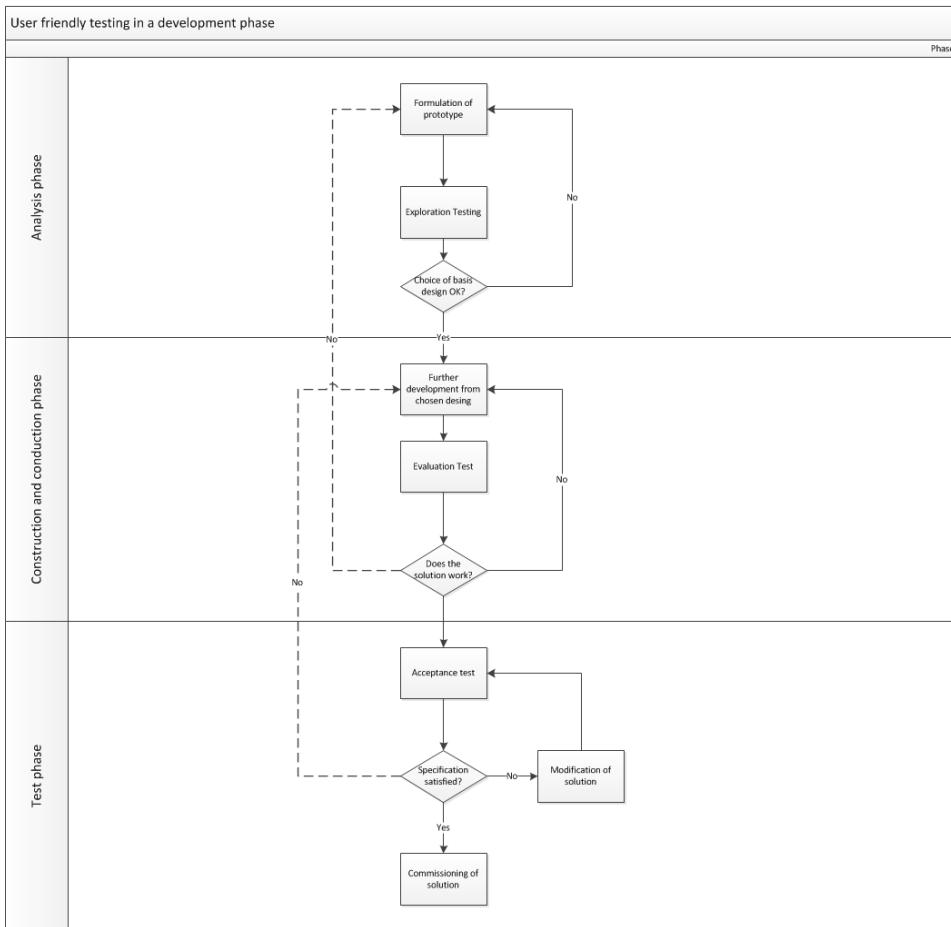 User friendly testing in a development phase
Phase
Analysis phase
Formulation of
prototype
No
Exploration Testing
Choice of basis
design OK?
No
Yes
Construction and conduction phase
Further
development from
chosen desing
Evaluation Test
No
Does the
solution work?
No
Test phase
Acceptance test
Specification
satisfied?
No
Modification of
solution
Yes
Commissioning of
solution